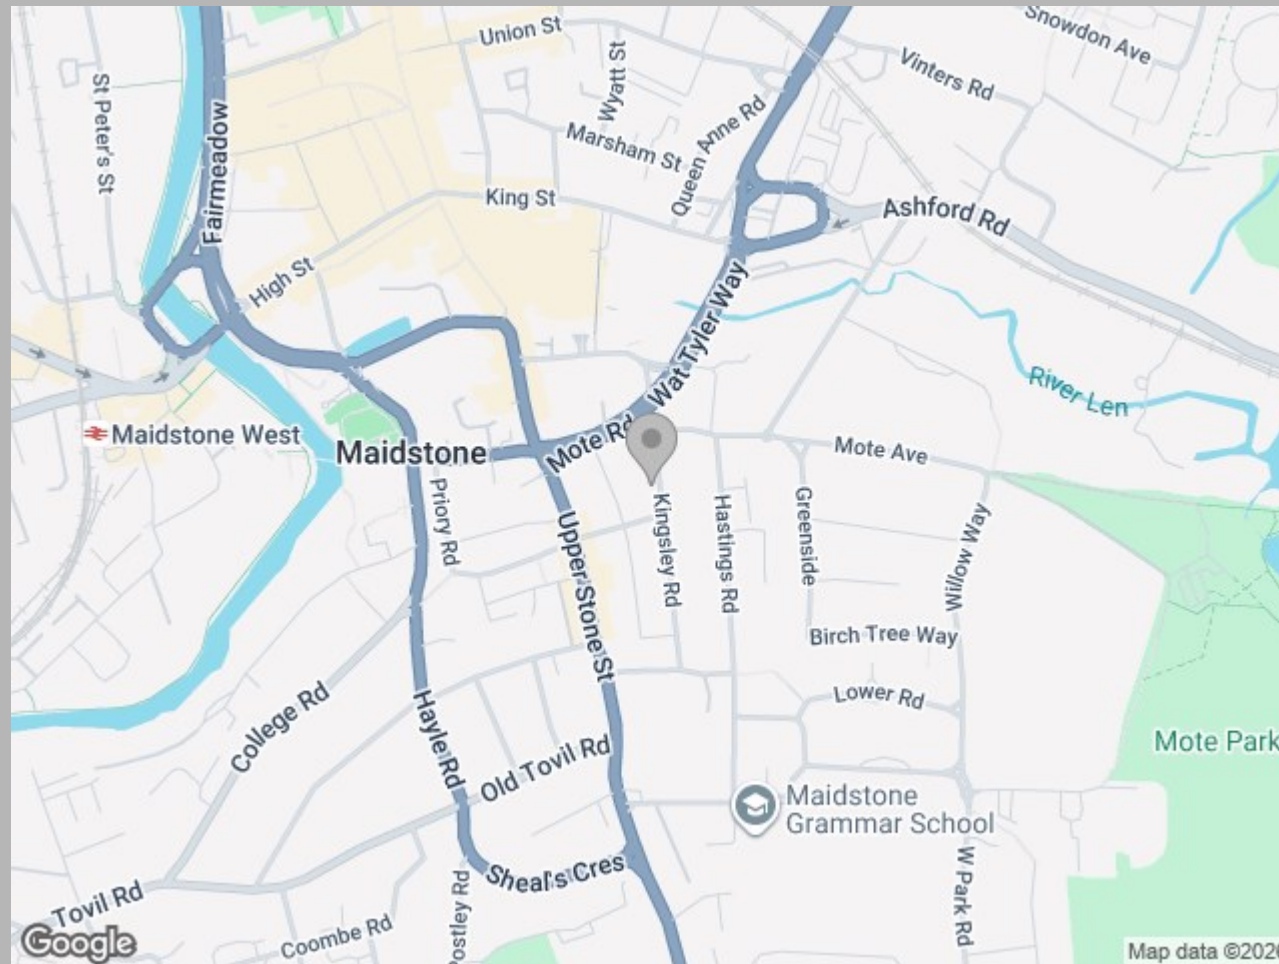 Snowdon Ave
Union St
Wyatt St
Vinters Rd
St Peter's St
Fairmeadow
Marsham St
Queen Anne Rd
King St
Ashford Rd
High St
Wat Tyler Way
River Len
Maidstone West
Maidstone
Mote Rd
Mote Ave
Priory Rd
Upper Stone St
Kingsley Rd
Hastings Rd
Greenside
Willow Way
Birch Tree Way
College Rd
Hayle Rd
Lower Rd
Old Tovil Rd
Mote Park
Maidstone
Grammar School
Sheal's Cres
Tovil Rd
Postley Rd
W Park Rd
Coombe Rd
Google
Map data ©2026